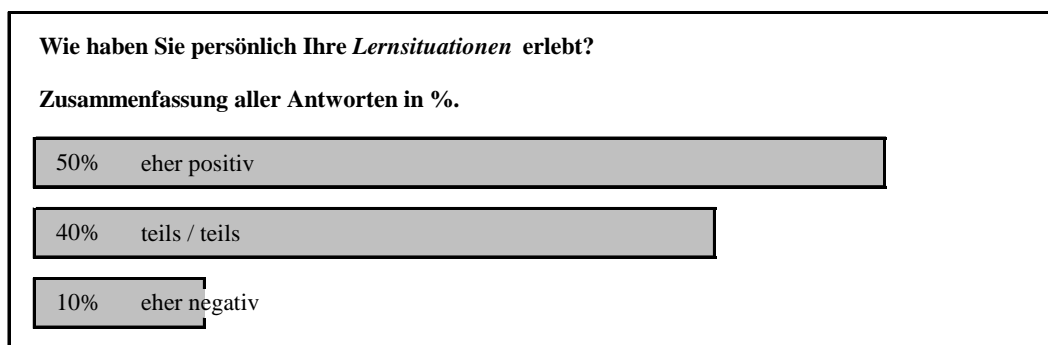 Wie haben Sie persönlich Ihre Lernsituationen erlebt?
Zusammenfassung aller Antworten in %.
50% eher positiv
40% teils / teils
10% eher negativ